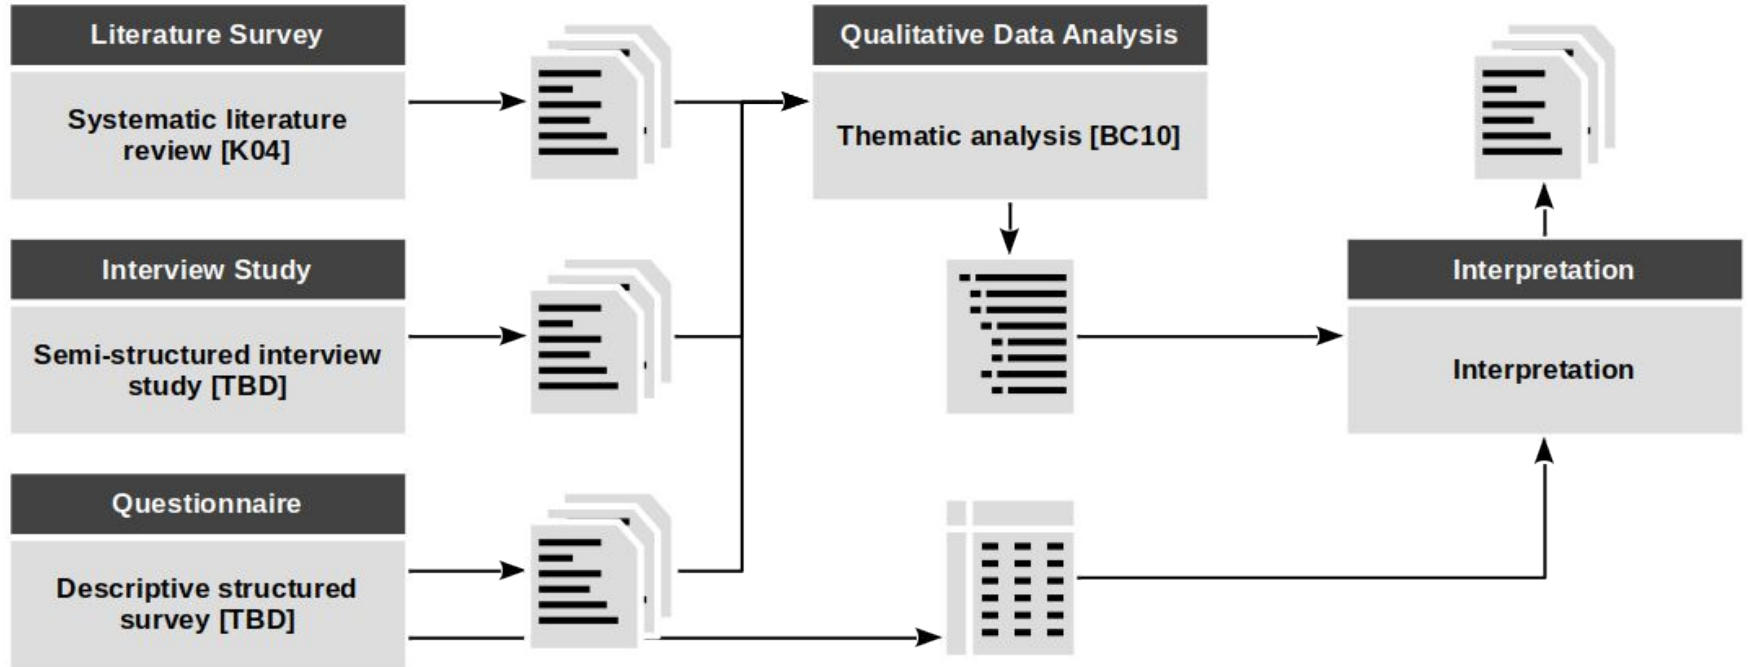 Literature Survey
Systematic literature
review [K04]
Interview Study
Semi-structured interview
study [TBD]
Questionnaire
Descriptive structured
survey [TBD]
Qualitative Data Analysis
Thematic analysis [BC10]
Interpretation
Interpretation